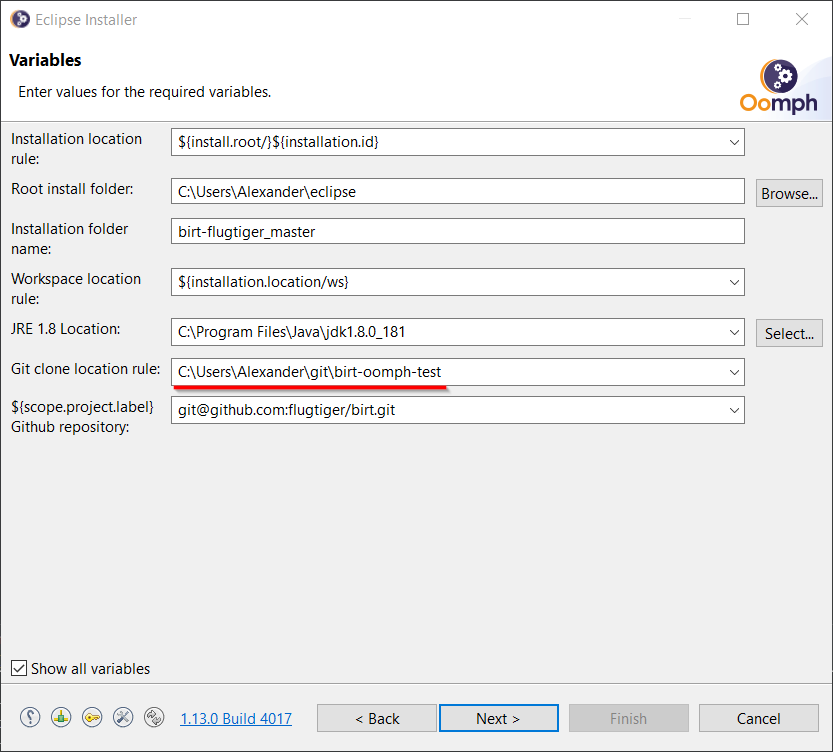 Eclipse Installer
Variables
Enter values for the required variables.
Oomph
Installation location
rule:
${install.root/}${installation.id}
Root install folder:
C:\Users\Alexander\eclipse
Browse...
Installation folder
name:
birt-flugtiger_master
Workspace location
rule:
${installation.location/ws}
JRE 1.8 Location:
C:\Program Files\Java\jdk1.8.0_181
Select...
Git clone location rule:
C:\Users\Alexander\git\birt-oomph-test
${scope.project.label}
Github repository:
git@github.com:flugtiger/birt.git
Show all variables
1.13.0 Build 4017
< Back
Next >
Finish
Cancel